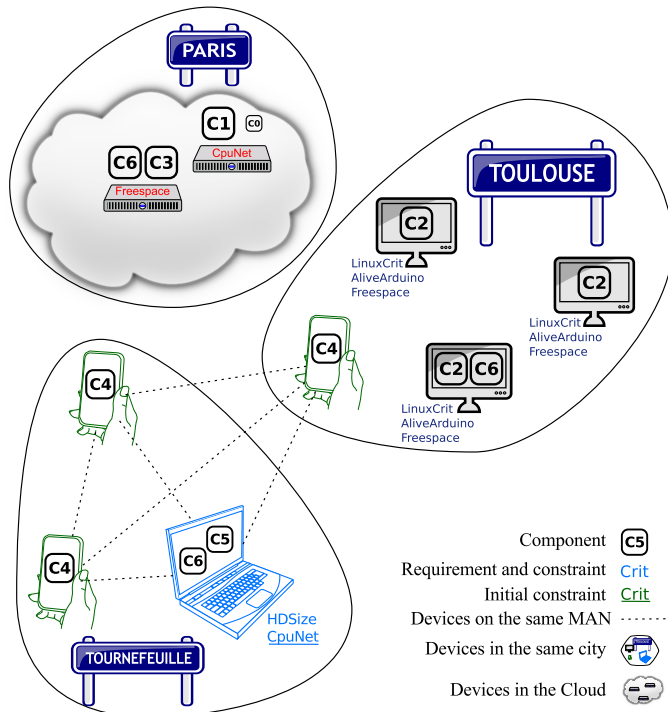 PARIS
C1
C0
CpuNet
C6 C3
Freespace
TOULOUSE
C2
LinuxCrit
AliveArduino
Freespace
C2
LinuxCrit
AliveArduino
Freespace
C4
C2 C6
LinuxCrit
AliveArduino
Freespace
C4
C4
C5
C6
HDSize
CpuNet
TOURNEFEUILLE
Component C5
Requirement and constraint Crit
Initial constraint Crit
Devices on the same MAN
Devices in the same city
Devices in the Cloud